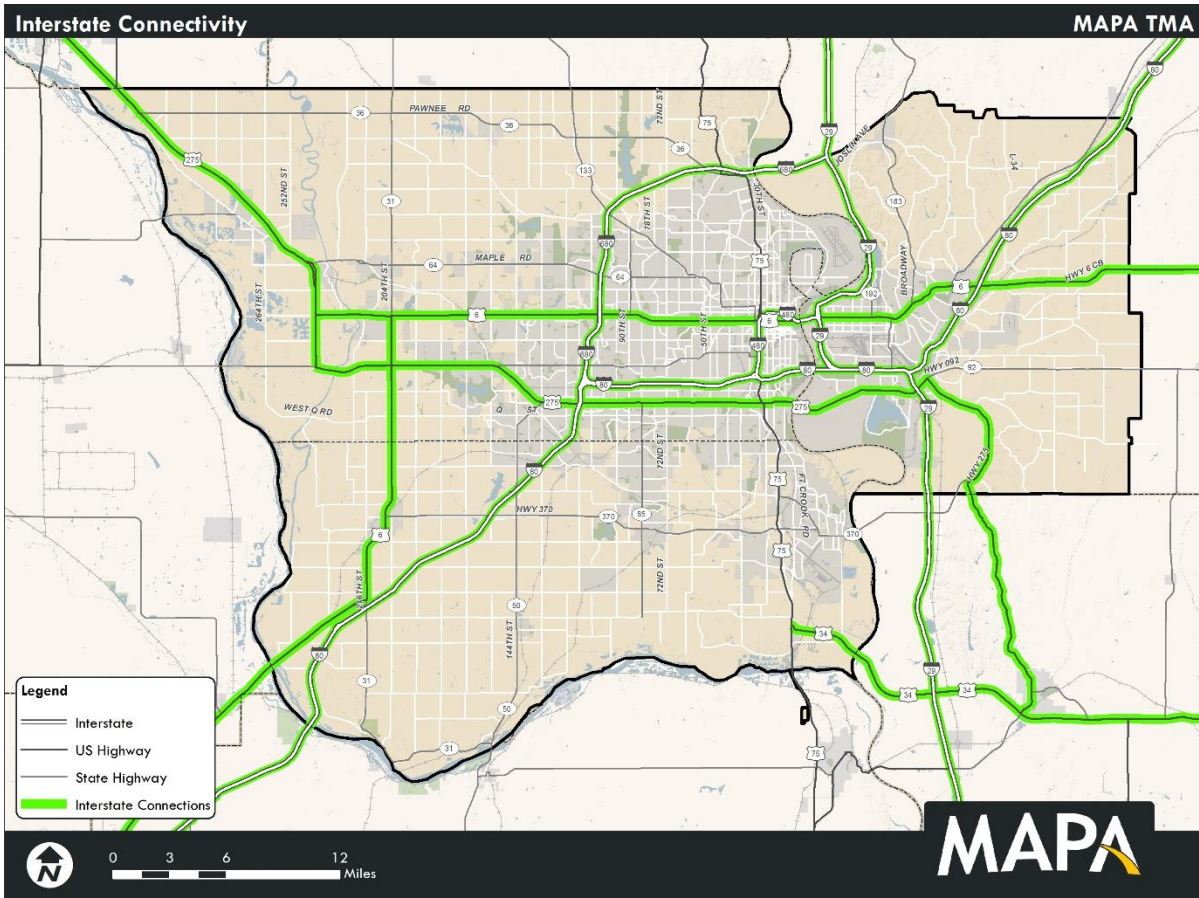 Interstate Connectivity
MAPA TMA
80
29
275
PAWNEE RD
36
36
36
133
72ND ST
75
JOSLIN AVE
L-34
680
680
30TH ST
183
252ND ST
31
78TH ST
29
BROADWAY
80
75
64
MAPLE RD
64
204TH ST
264TH ST
HWY 6 CB
6
192
6
90TH ST
50TH ST
6
480
80
29
480
680
80
80
80
HWY 092
92
275
Q ST
275
29
WEST Q RD
72ND ST
80
75
FT CROOK RD
HWY 275
HWY 370
370
85
370
6
75
216TH ST
72ND ST
50
144TH ST
34
80
31
29
34
34
50
31
75
Legend
Interstate
US Highway
State Highway
Interstate Connections
N
0 3 6 12
Miles
MAPA